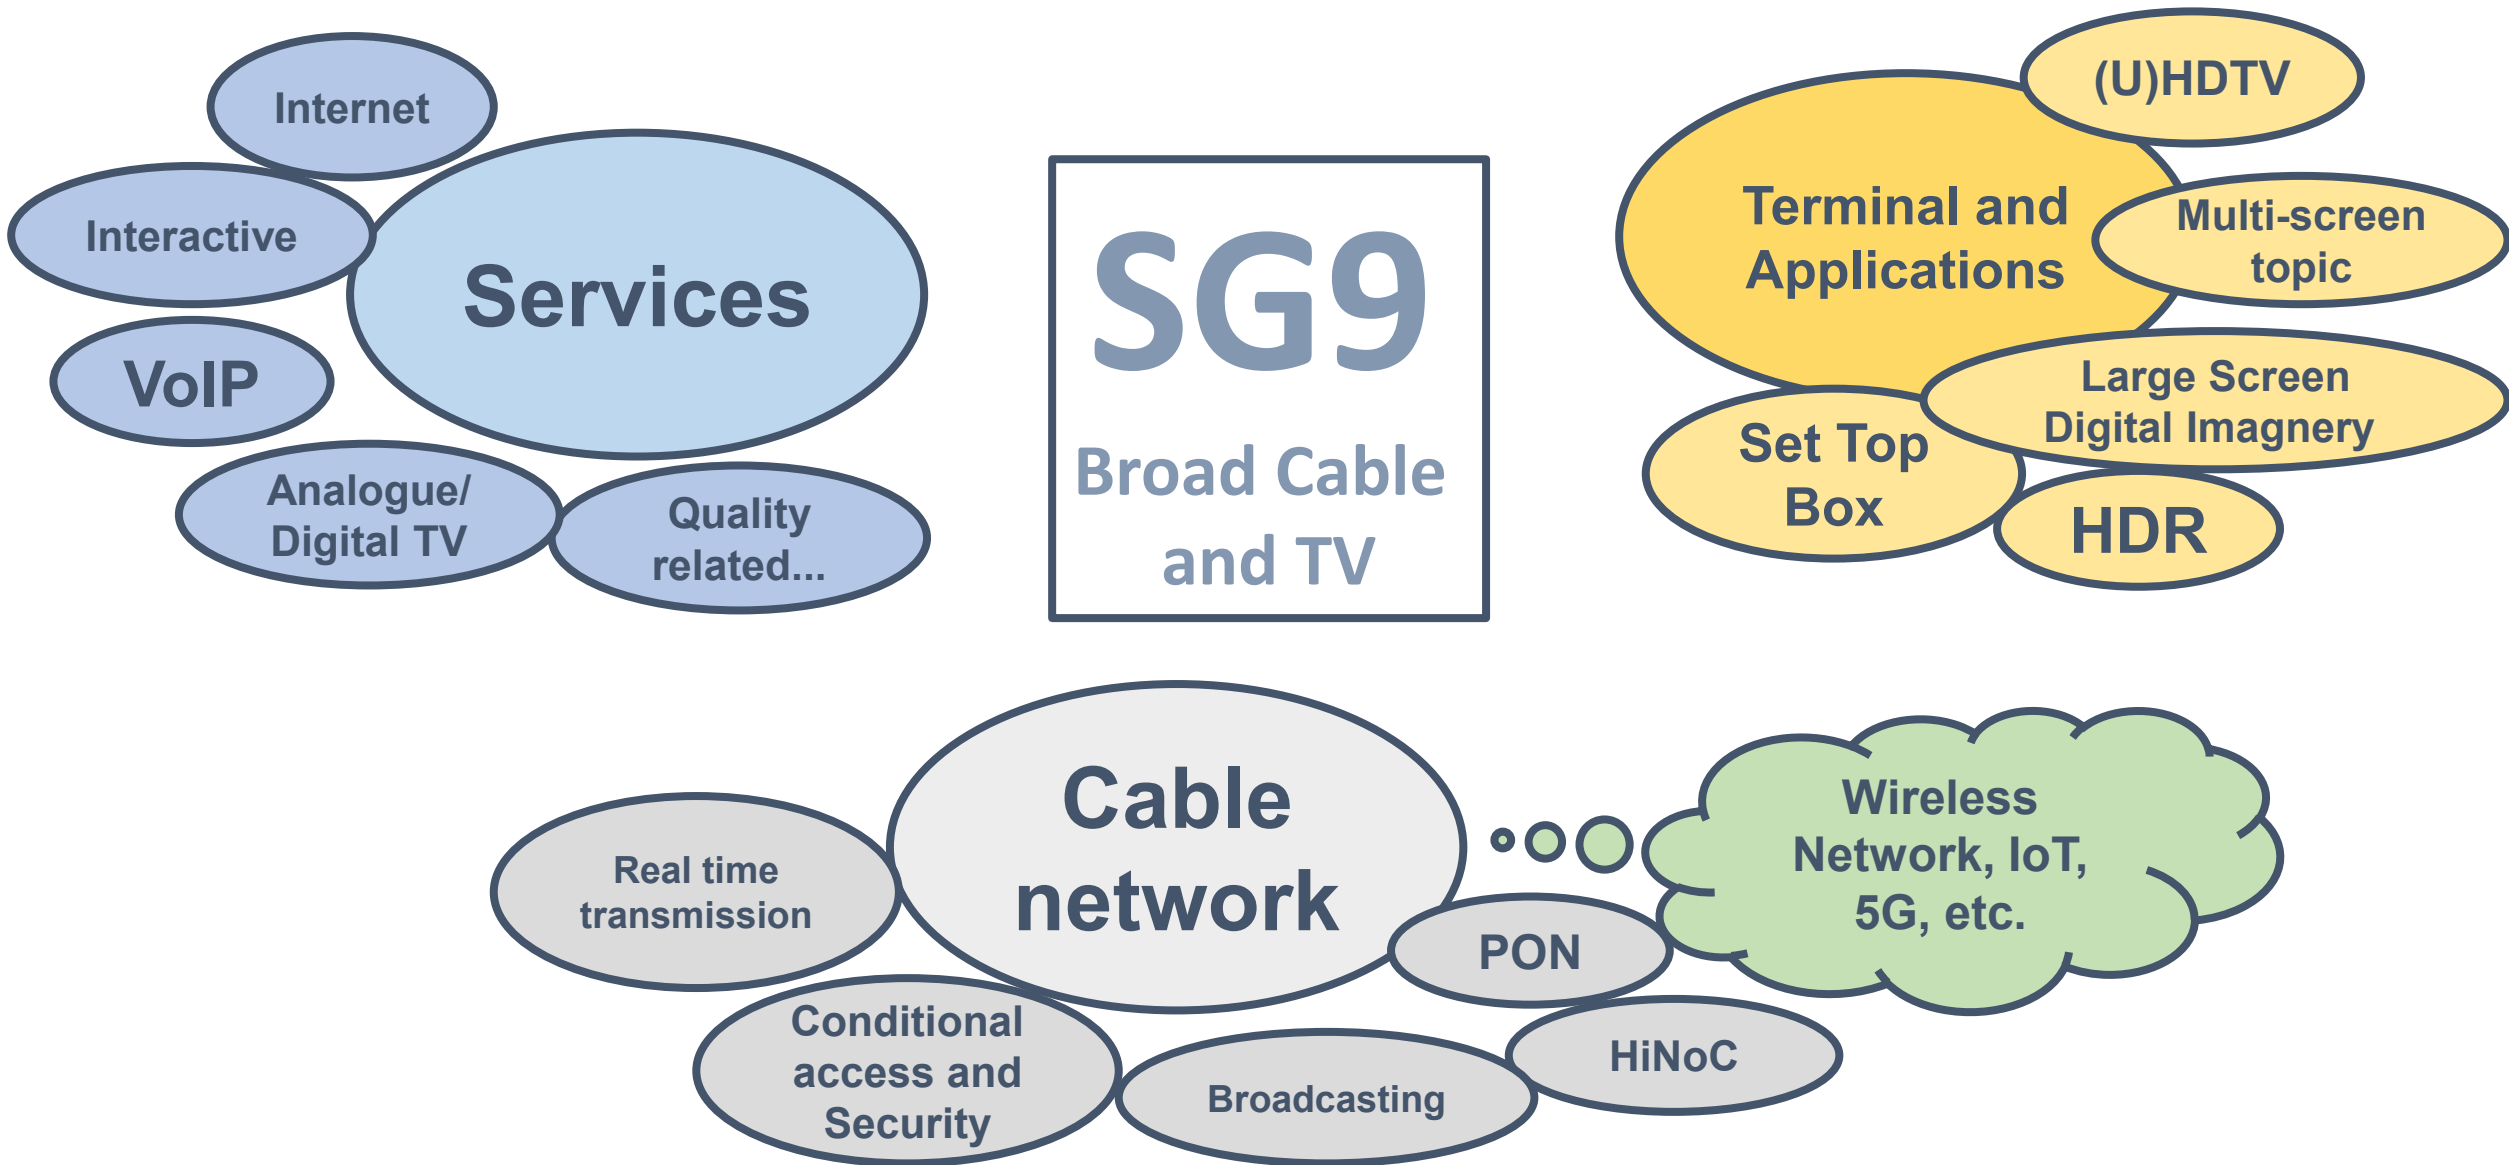 Internet
Interactive
Services
VoIP
Analogue/
Digital TV
Quality
related...
SG9
Broad Cable
and TV
(U)HDTV
Terminal and
Applications
Multi-screen
topic
Large Screen
Digital Imagnery
Set Top
Box
HDR
Cable
network
Real time
transmission
Conditional
access and
Security
Broadcasting
PON
HiNoC
Wireless
Network, IoT,
5G, etc.